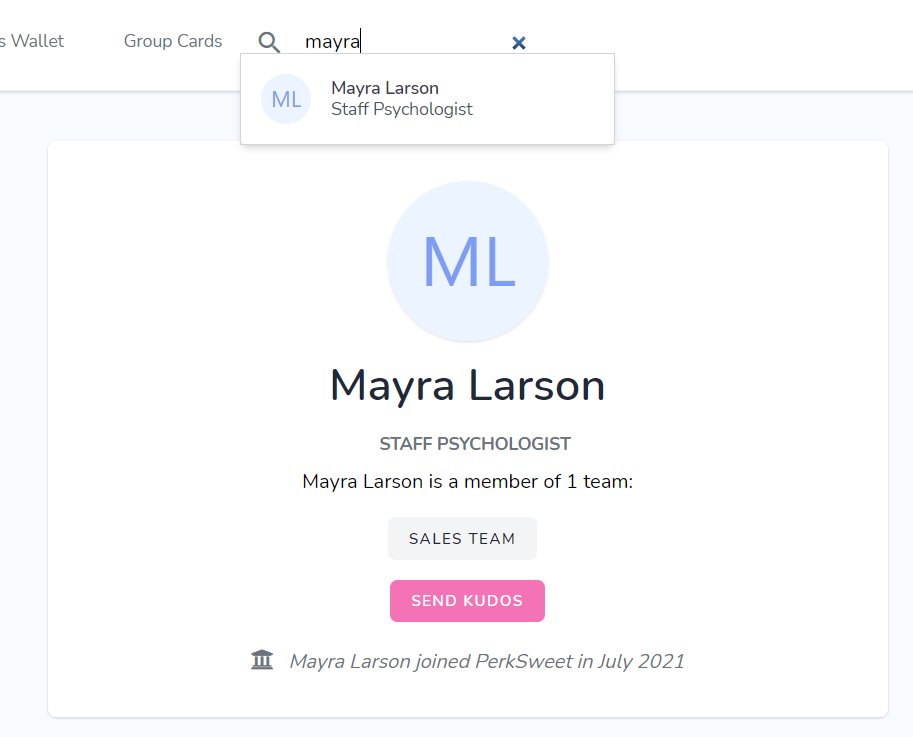 s Wallet
Group Cards
mayra
ML
Mayra Larson
Staff Psychologist
ML
Mayra Larson
STAFF PSYCHOLOGIST
Mayra Larson is a member of 1 team:
SALES TEAM
SEND KUDOS
Mayra Larson joined PerkSweet in July 2021